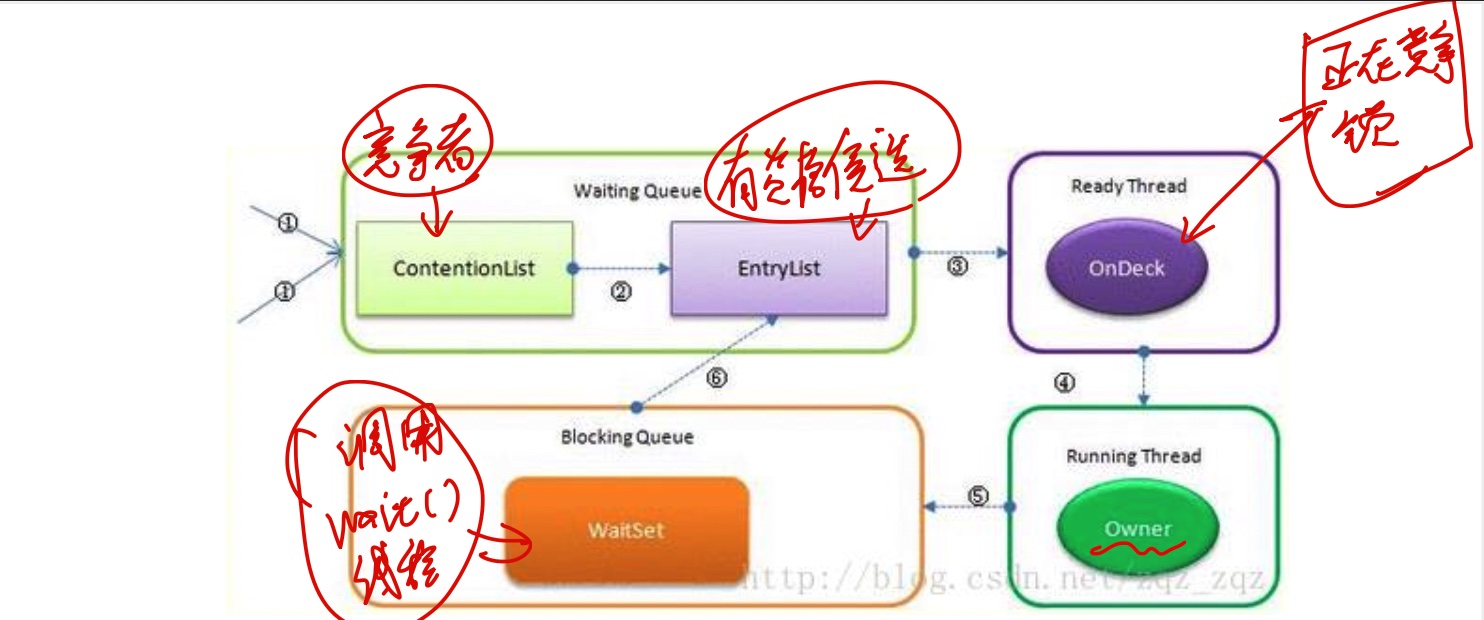 正在竞争
锁
竞争者
有资格候选
Waiting Queue
Ready Thread
①
ContentionList
②
EntryList
③
OnDeck
①
⑥
④
调用
wait()
线程
Blocking Queue
Running Thread
⑤
WaitSet
Owner
http://blog.csdn.net/zqz_zqz